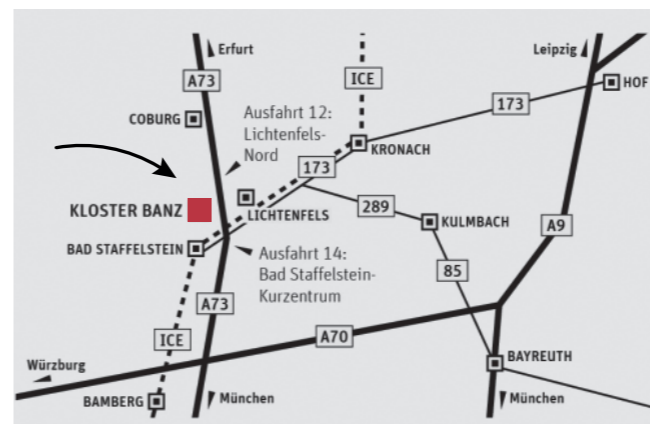 Erfurt
ICE
Leipzig
A73
HOF
173
COBURG
Ausfahrt 12:
Lichtenfels-
Nord
KRONACH
173
KLOSTER BANZ
LICHTENFELS
289
KULMBACH
A9
BAD STAFFELSTEIN
Ausfahrt 14:
Bad Staffelstein-
Kurzentrum
85
A73
ICE
A70
BAYREUTH
Würzburg
BAMBERG
München
München